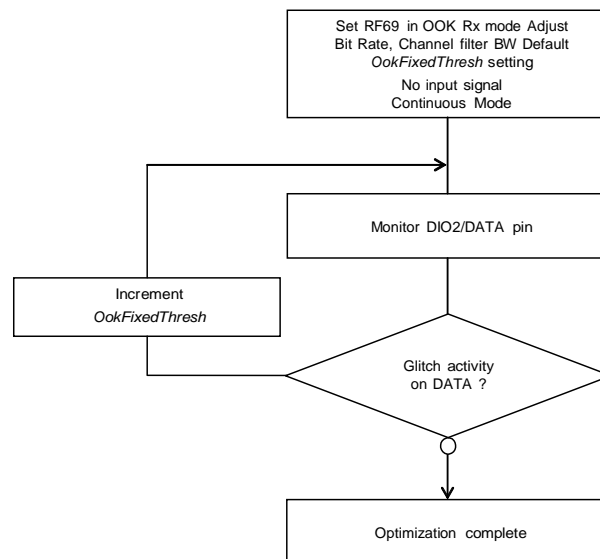 Set RF69 in OOK Rx mode Adjust
Bit Rate, Channel filter BW Default
OokFixedThresh setting
No input signal
Continuous Mode
Monitor DIO2/DATA pin
Increment
OokFixedThresh
Glitch activity
on DATA ?
Optimization complete